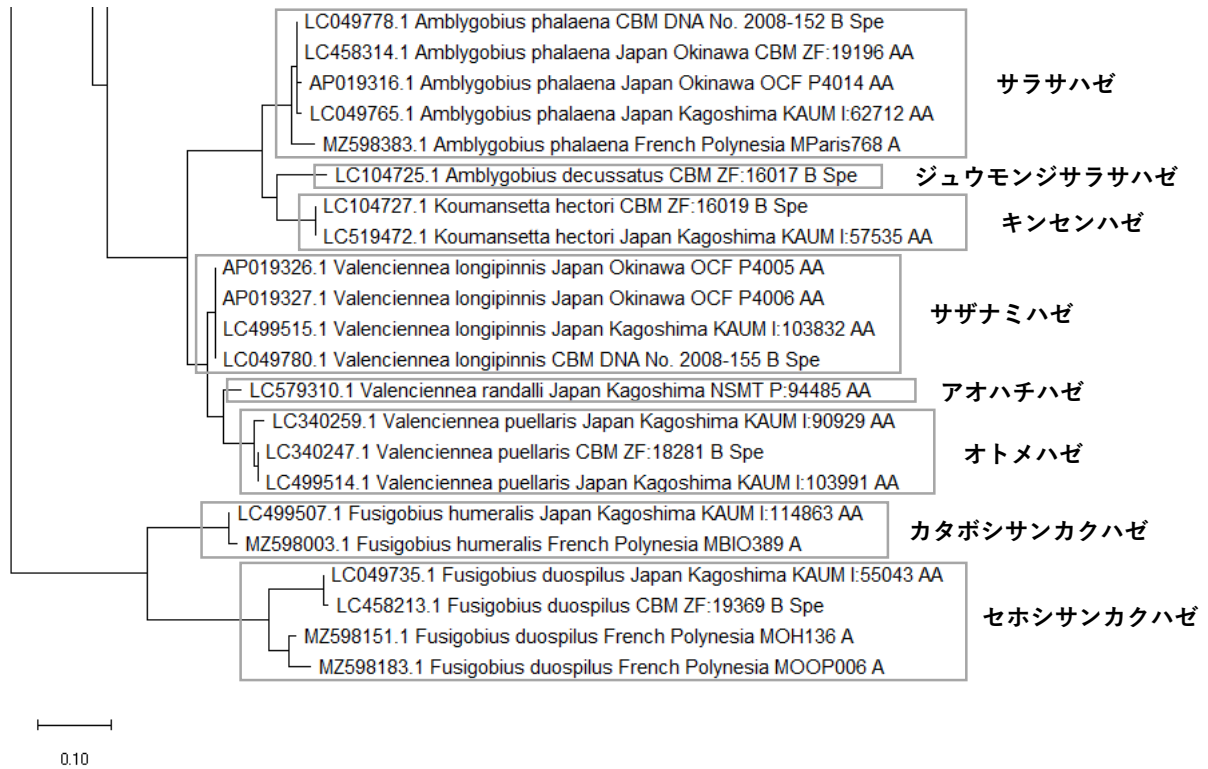 LC049778.1 Amblygobius phalaena CBM DNA No. 2008-152 B Spe
LC458314.1 Amblygobius phalaena Japan Okinawa CBM ZF:19196 AA
AP019316.1 Amblygobius phalaena Japan Okinawa OCF P4014 AA
LC049765.1 Amblygobius phalaena Japan Kagoshima KAUM I:62712 AA
MZ598383.1 Amblygobius phalaena French Polynesia MParis768 A
サラサハゼ
LC104725.1 Amblygobius decussatus CBM ZF:16017 B Spe
ジュウモンジサラサハゼ
LC104727.1 Koumansetta hectori CBM ZF:16019 B Spe
LC519472.1 Koumansetta hectori Japan Kagoshima KAUM I:57535 AA
キンセンハゼ
AP019326.1 Valenciennea longipinnis Japan Okinawa OCF P4005 AA
AP019327.1 Valenciennea longipinnis Japan Okinawa OCF P4006 AA
LC499515.1 Valenciennea longipinnis Japan Kagoshima KAUM I:103832 AA
LC049780.1 Valenciennea longipinnis CBM DNA No. 2008-155 B Spe
サザナミハゼ
LC579310.1 Valenciennea randalli Japan Kagoshima NSMT P:94485 AA
アオハチハゼ
LC340259.1 Valenciennea puellaris Japan Kagoshima KAUM I:90929 AA
LC340247.1 Valenciennea puellaris CBM ZF:18281 B Spe
LC499514.1 Valenciennea puellaris Japan Kagoshima KAUM I:103991 AA
オトメハゼ
LC499507.1 Fusigobius humeralis Japan Kagoshima KAUM I:114863 AA
MZ598003.1 Fusigobius humeralis French Polynesia MBIO389 A
カタボシサンカクハゼ
LC049735.1 Fusigobius duospilus Japan Kagoshima KAUM I:55043 AA
LC458213.1 Fusigobius duospilus CBM ZF:19369 B Spe
MZ598151.1 Fusigobius duospilus French Polynesia MOH136 A
MZ598183.1 Fusigobius duospilus French Polynesia MOOP006 A
セホシサンカクハゼ
0.10